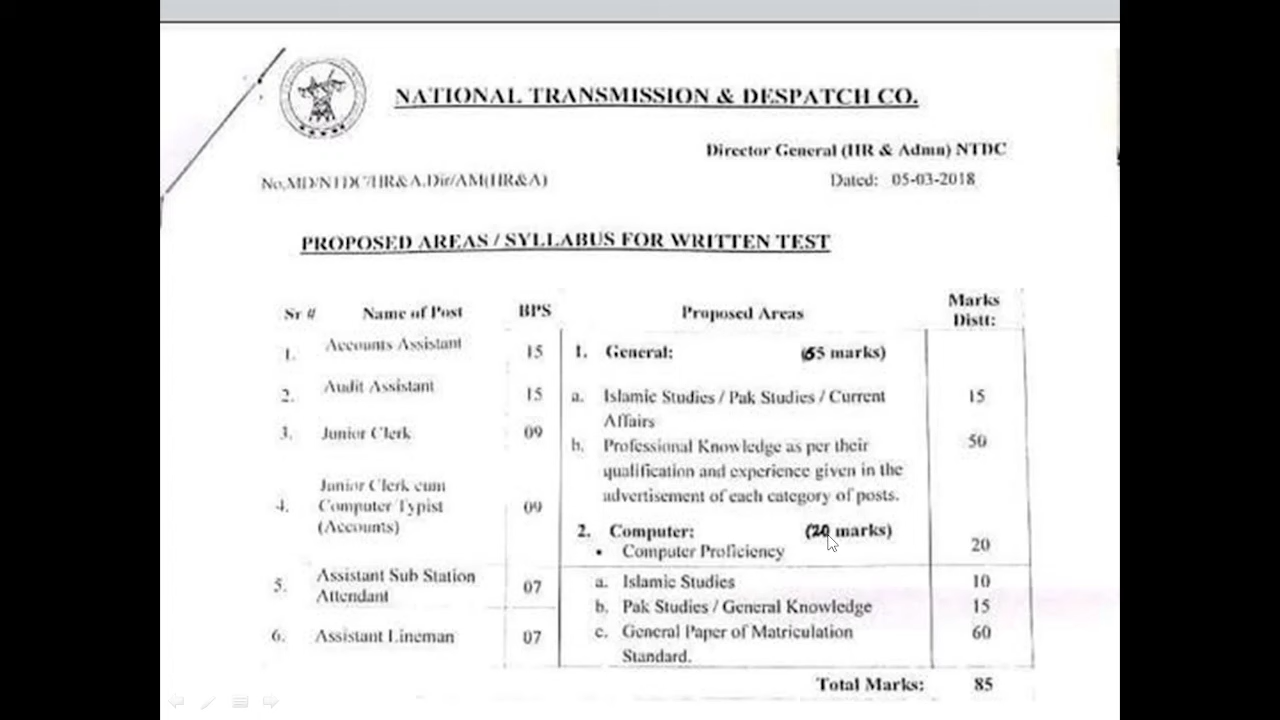 NATIONAL TRANSMISSION & DESPATCH CO.
Director General (HR & Admn) NTDC
No.MD/NTDC/HR&A.Dir/AM(HR&A) Dated: 05-03-2018
PROPOSED AREAS / SYLLABUS FOR WRITTEN TEST
Sr # Name of Post BPS Proposed Areas Marks Distt:
1. Accounts Assistant 15 1. General: (65 marks)
2. Audit Assistant 15 a. Islamic Studies / Pak Studies / Current 15
Affairs
3. Junior Clerk 09 b. Professional Knowledge as per their 50
qualification and experience given in the
Junior Clerk cum
advertisement of each category of posts.
4. Computer Typist 09
(Accounts) 2. Computer: (20 marks)
• Computer Proficiency 20
5. Assistant Sub Station 07 a. Islamic Studies 10
Attendant b. Pak Studies / General Knowledge 15
6. Assistant Lineman 07 c. General Paper of Matriculation 60
Standard.
Total Marks: 85